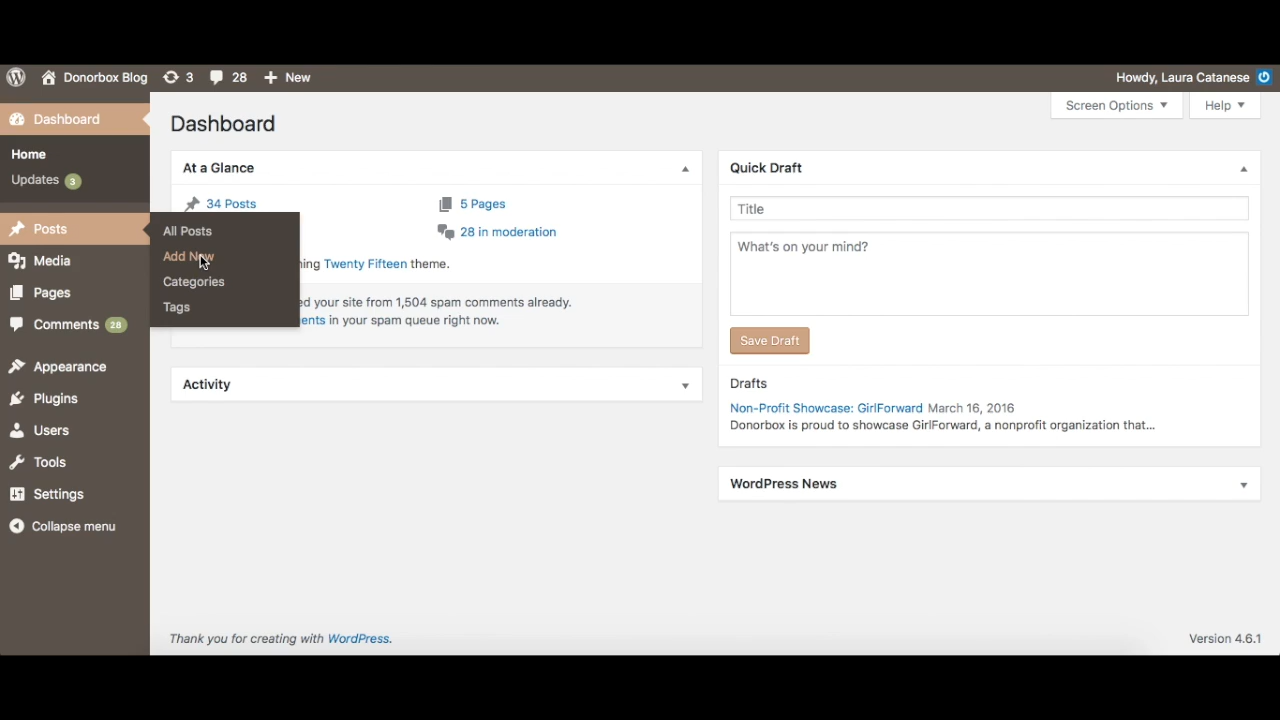 Donorbox Blog 3 28 New Howdy, Laura Catanese
Dashboard
Home
Updates 3
Posts
Media
Pages
Comments 28
Appearance
Plugins
Users
Tools
Settings
Collapse menu
All Posts
Add New
Categories
Tags
Screen Options Help
Dashboard
At a Glance
34 Posts 5 Pages
28 in moderation
ing Twenty Fifteen theme.
ed your site from 1,504 spam comments already.
ents in your spam queue right now.
Activity
Quick Draft
Title
What's on your mind?
Save Draft
Drafts
Non-Profit Showcase: GirlForward March 16, 2016
Donorbox is proud to showcase GirlForward, a nonprofit organization that...
WordPress News
Thank you for creating with WordPress. Version 4.6.1